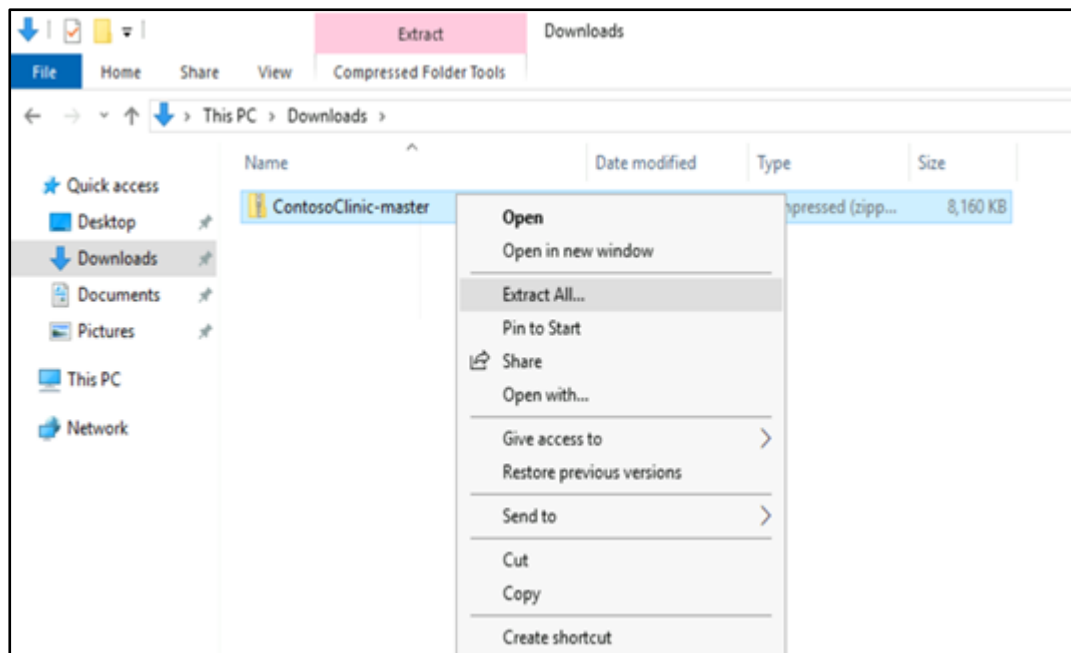 Extract
Downloads
File
Home
Share
View
Compressed Folder Tools
This PC > Downloads >
Name
Date modified
Type
Size
Quick access
Desktop
Downloads
Documents
Pictures
This PC
Network
ContosoClinic-master
(zipp...
8,160 KB
Open
Open in new window
Extract All...
Pin to Start
Share
Open with...
Give access to
Restore previous versions
Send to
Cut
Copy
Create shortcut